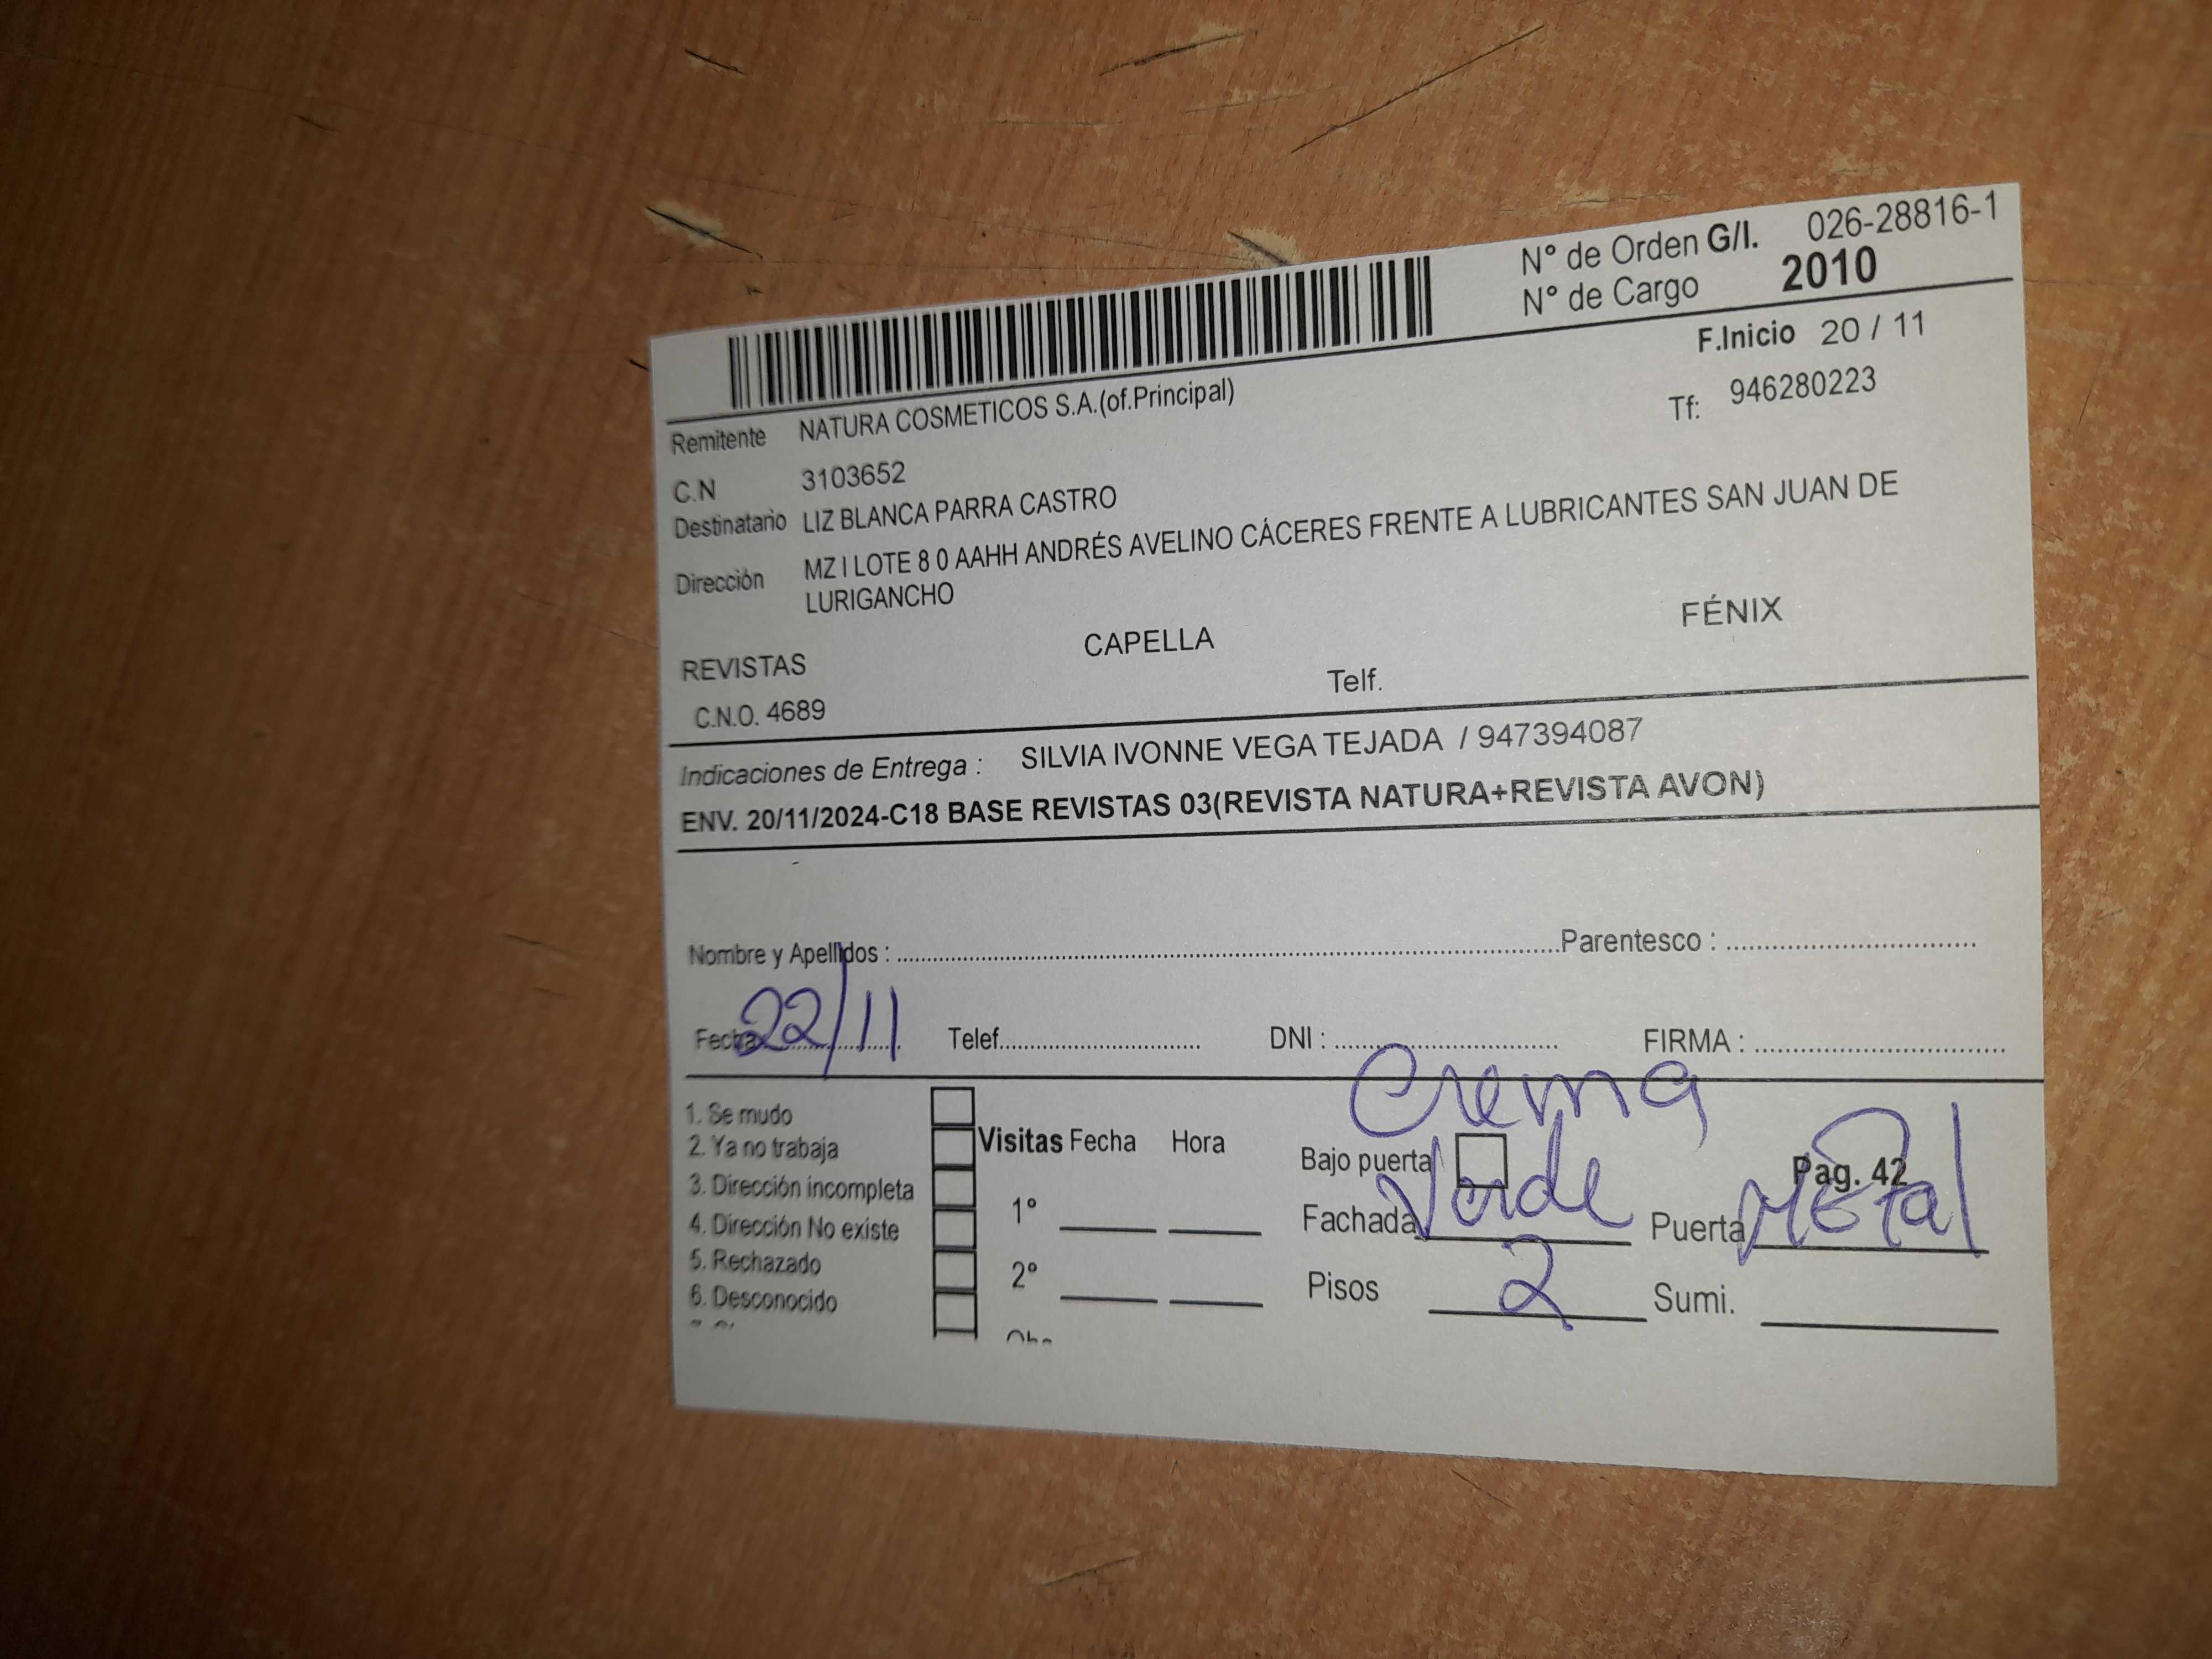 N° de Orden G/I. 026-28816-1
N° de Cargo 2010
F.Inicio 20 / 11
Remitente NATURA COSMETICOS S.A.(of.Principal)
Tf: 946280223
C.N 3103652
Destinatario LIZ BLANCA PARRA CASTRO
Dirección MZ I LOTE 8 0 AAHH ANDRÉS AVELINO CÁCERES FRENTE A LUBRICANTES SAN JUAN DE
LURIGANCHO
REVISTAS CAPELLA FÉNIX
C.N.O. 4689 Telf.
Indicaciones de Entrega : SILVIA IVONNE VEGA TEJADA / 947394087
ENV. 20/11/2024-C18 BASE REVISTAS 03(REVISTA NATURA+REVISTA AVON)
Nombre y Apellidos : Parentesco :
Fecha 22/11 Telef. DNI : FIRMA :
Crema
1. Se mudo
2. Ya no trabaja
3. Dirección incompleta
4. Dirección No existe
5. Rechazado
6. Desconocido
Visitas Fecha Hora
1°
2°
Bajo puerta
Pag. 42
Fachada Verde Puerta Metal
Pisos 2 Sumi.